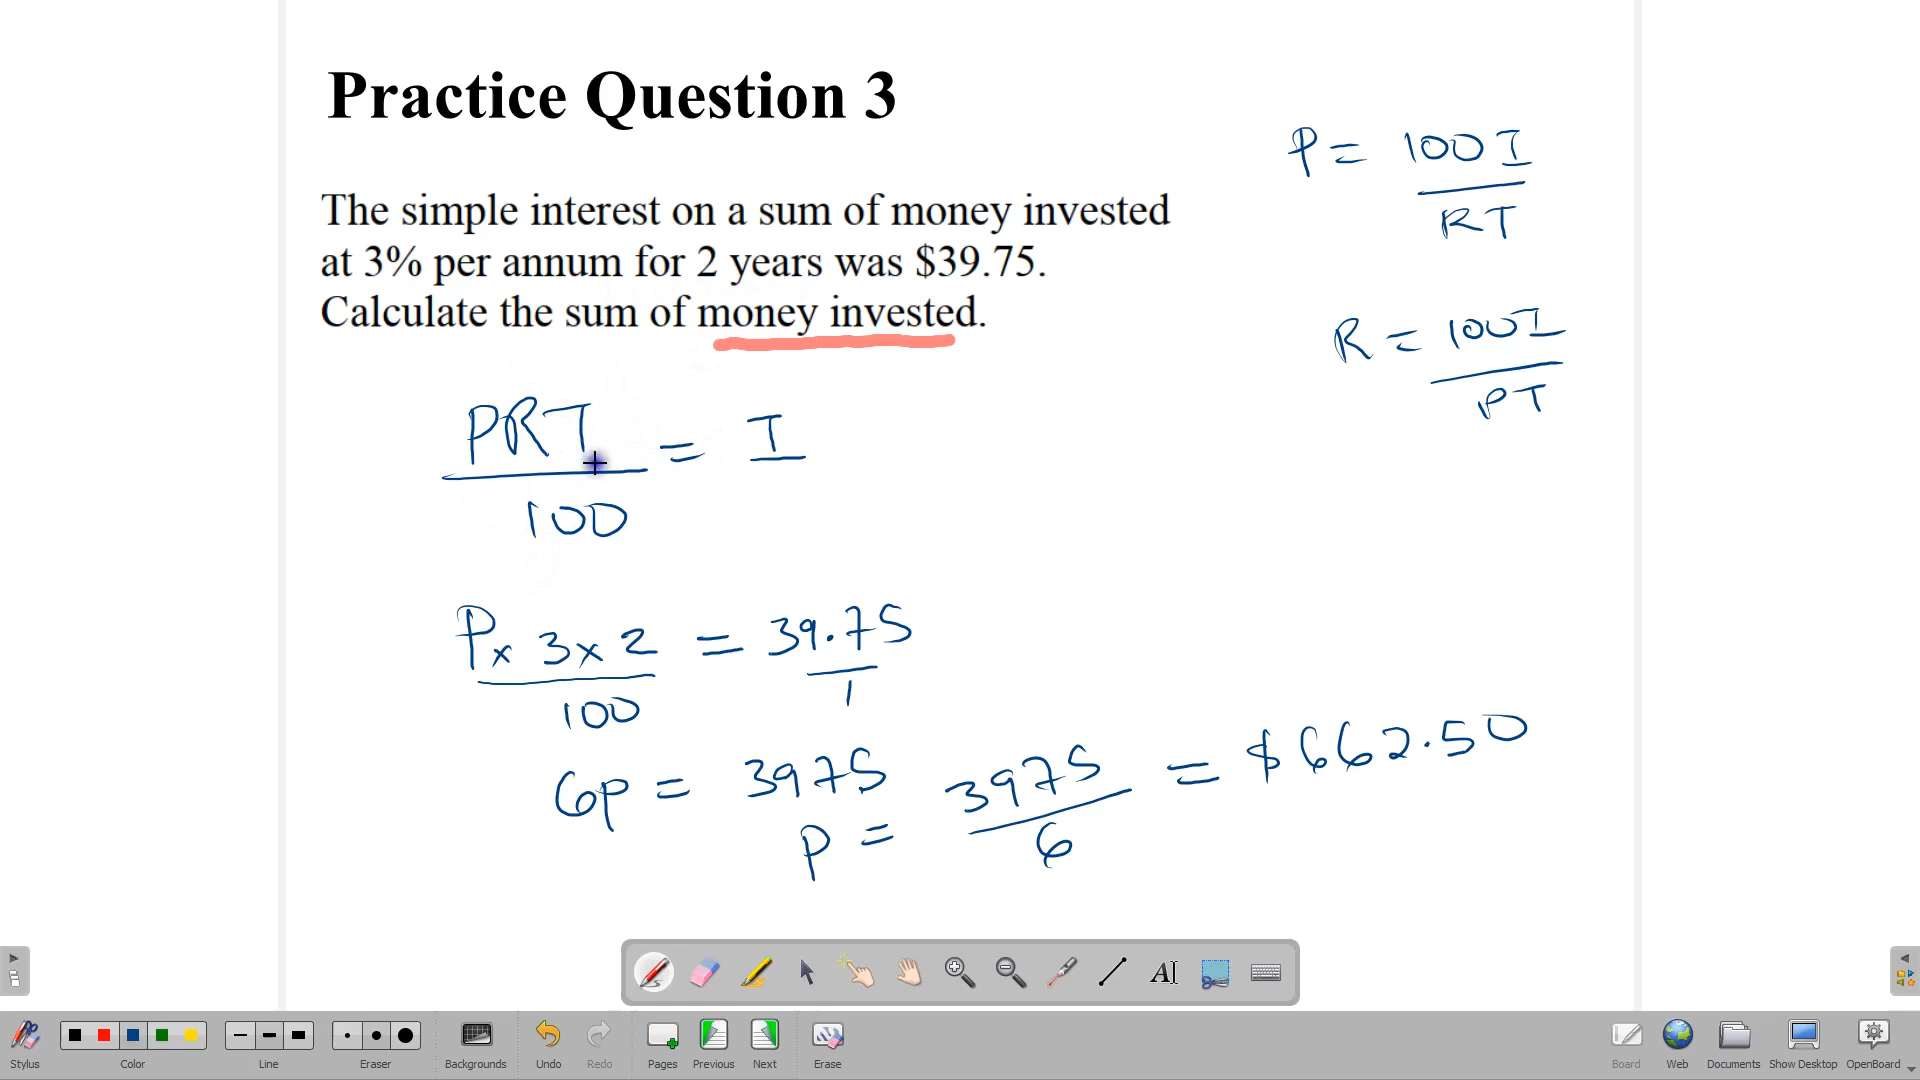 Practice Question 3
The simple interest on a sum of money invested
at 3% per annum for 2 years was $39.75.
Calculate the sum of money invested.
P = 100I
RT
R = 100I
PT
PRT = I
100
P x 3 x 2 = 39.75
100 1
6P = 3975
P = 3975 = $662.50
6
AI
Stylus Color Line Eraser Backgrounds Undo Redo Pages Previous Next Erase Board Web Documents Show Desktop OpenBoard